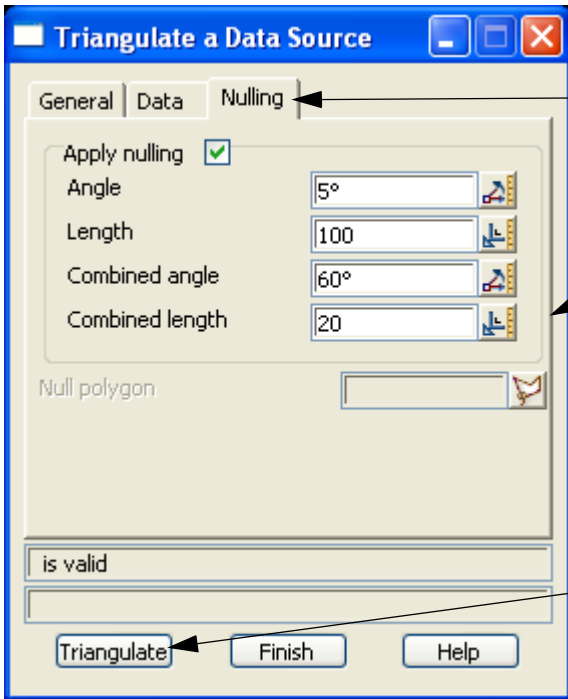 Triangulate a Data Source
General Data Nulling
Apply nulling
Angle 5°
Length 100
Combined angle 60°
Combined length 20
Null polygon
is valid
Triangulate Finish Help